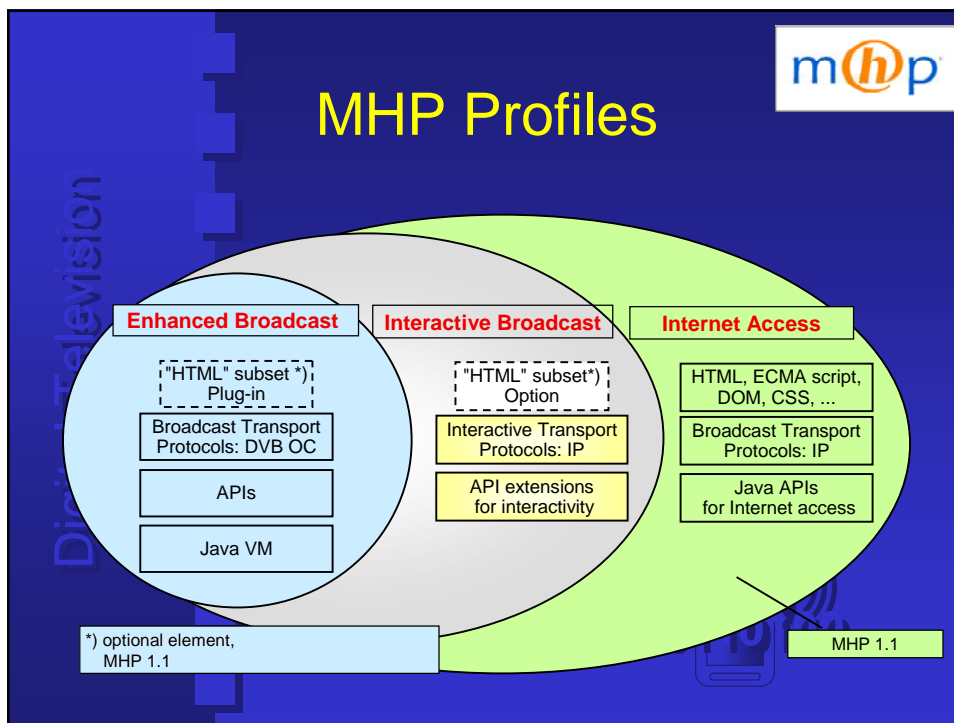 mhp
MHP Profiles
Digital Television
Enhanced Broadcast
"HTML" subset *)
Plug-in
Broadcast Transport
Protocols: DVB OC
APIs
Java VM
Interactive Broadcast
"HTML" subset*)
Option
Interactive Transport
Protocols: IP
API extensions
for interactivity
Internet Access
HTML, ECMA script,
DOM, CSS, ...
Broadcast Transport
Protocols: IP
Java APIs
for Internet access
*) optional element,
MHP 1.1
MHP 1.1